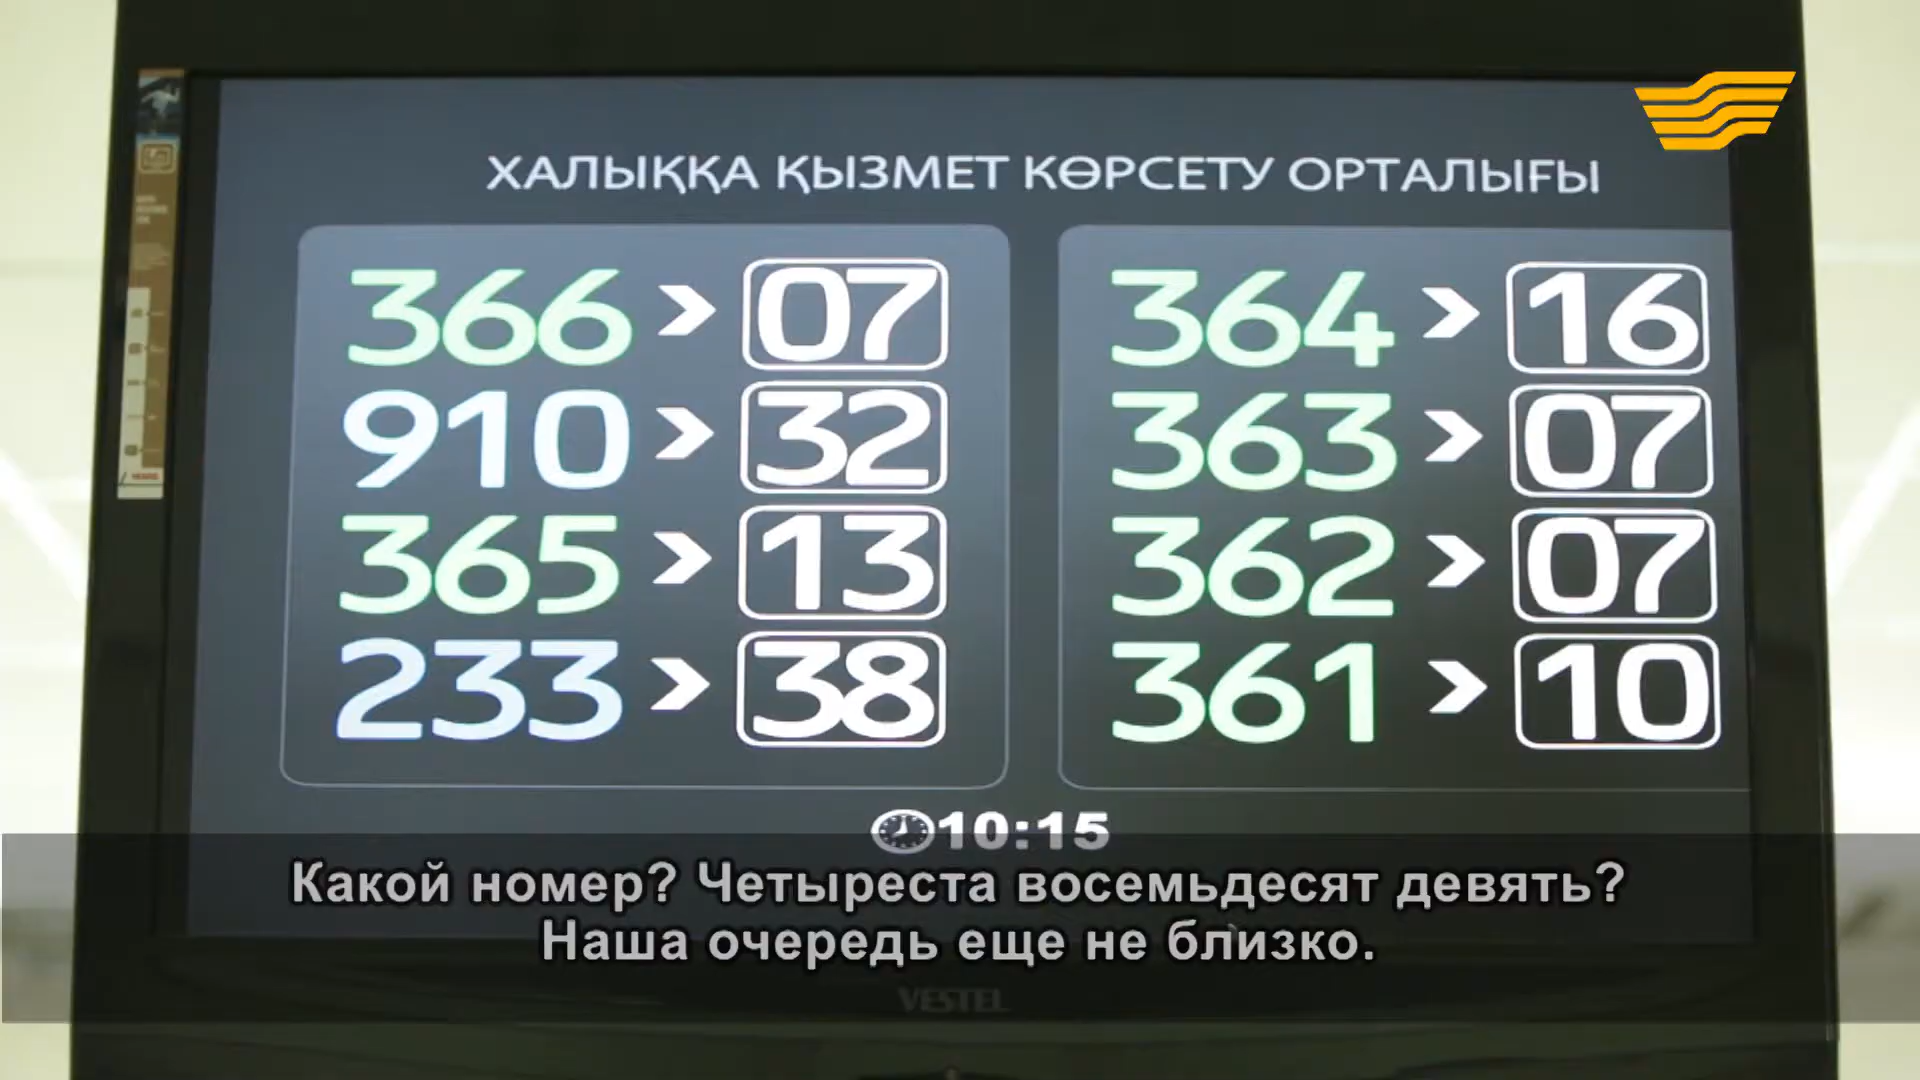 ХАЛЫҚҚА ҚЫЗМЕТ КӨРСЕТУ ОРТАЛЫҒЫ
366 > 07
910 > 32
365 > 13
233 > 38
364 > 16
363 > 07
362 > 07
361 > 10
10:15
Какой номер? Четыреста восемьдесят девять?
Наша очередь еще не близко.
VESTEL